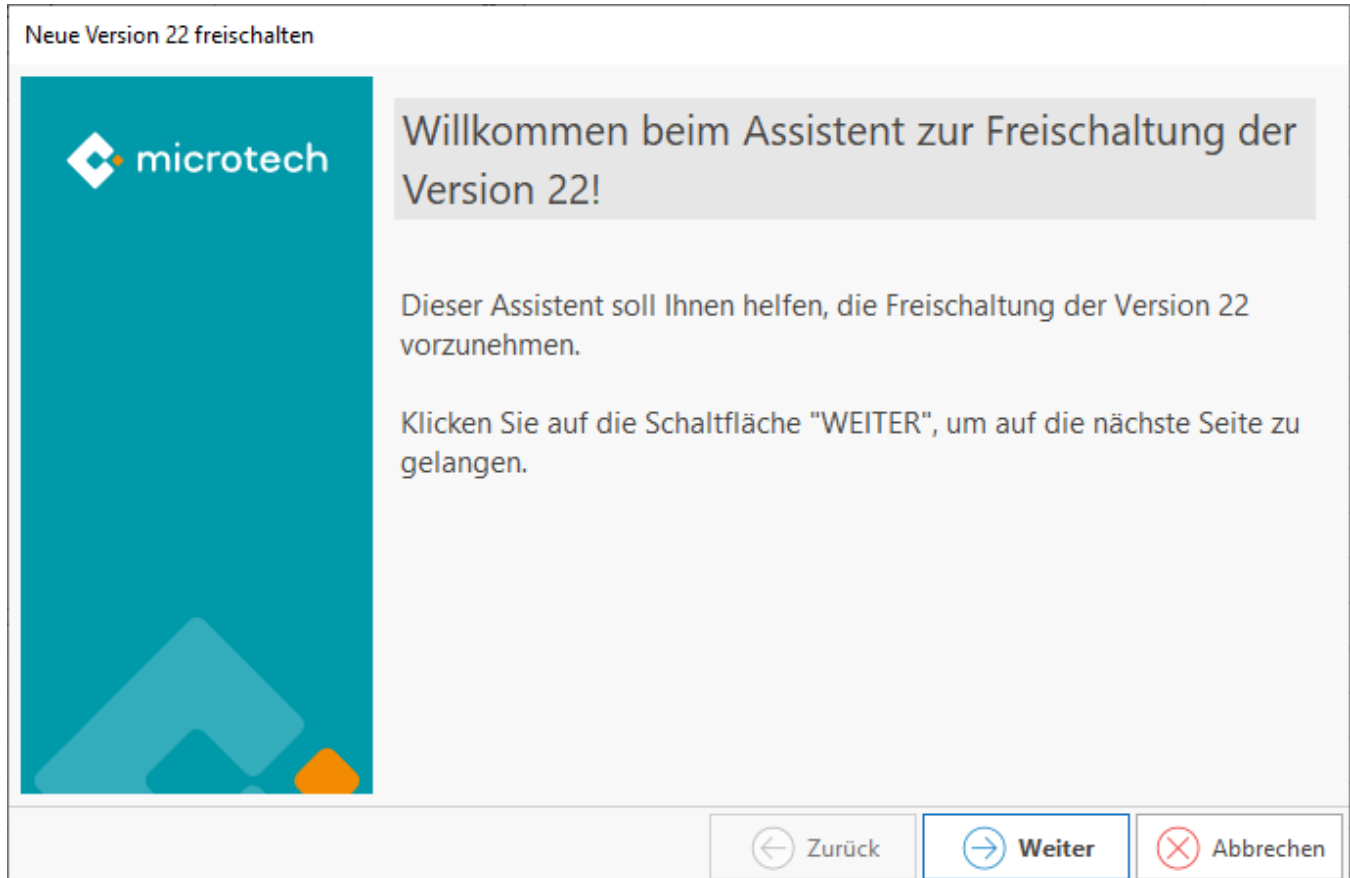 Neue Version 22 freischalten
microtech
Willkommen beim Assistent zur Freischaltung der
Version 22!
Dieser Assistent soll Ihnen helfen, die Freischaltung der Version 22
vorzunehmen.
Klicken Sie auf die Schaltfläche "WEITER", um auf die nächste Seite zu
gelangen.
Zurück
Weiter
Abbrechen